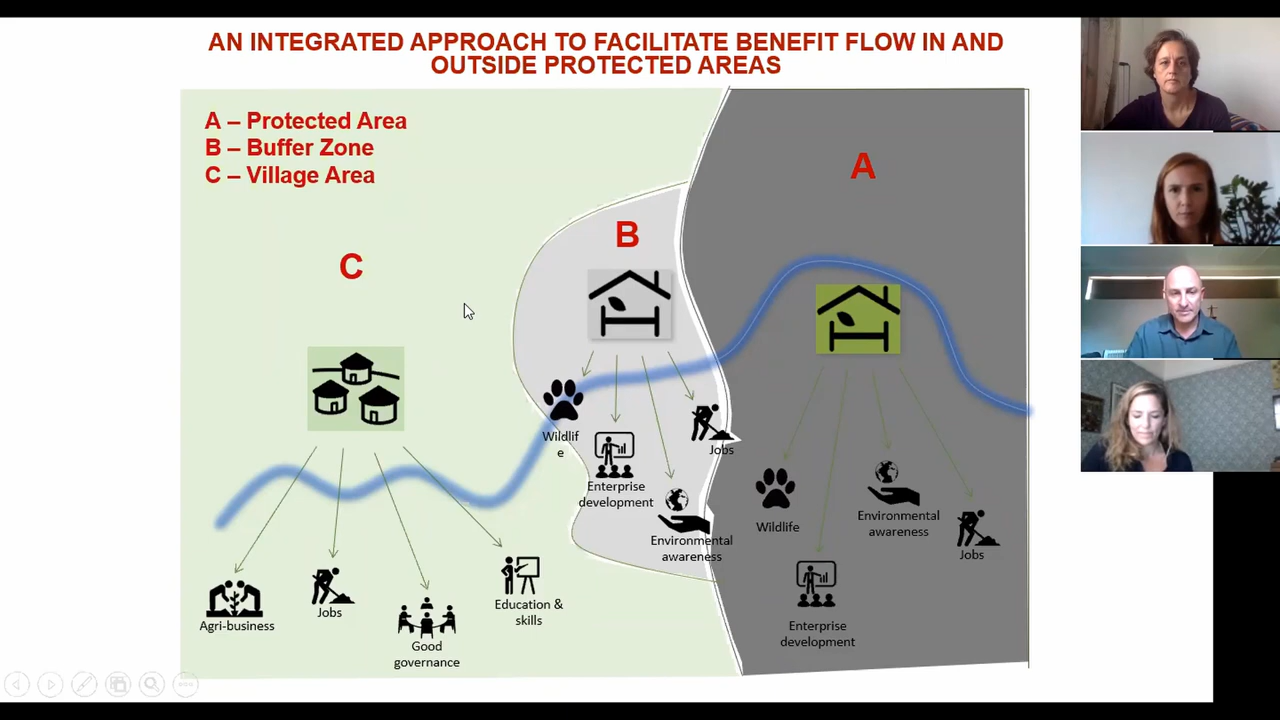 AN INTEGRATED APPROACH TO FACILITATE BENEFIT FLOW IN AND
OUTSIDE PROTECTED AREAS
A – Protected Area
B – Buffer Zone
C – Village Area
A
B
C
Wildlif
e
Enterprise
development
Environmental
awareness
Jobs
Wildlife
Enterprise
development
Environmental
awareness
Jobs
Agri-business
Jobs
Good
governance
Education &
skills